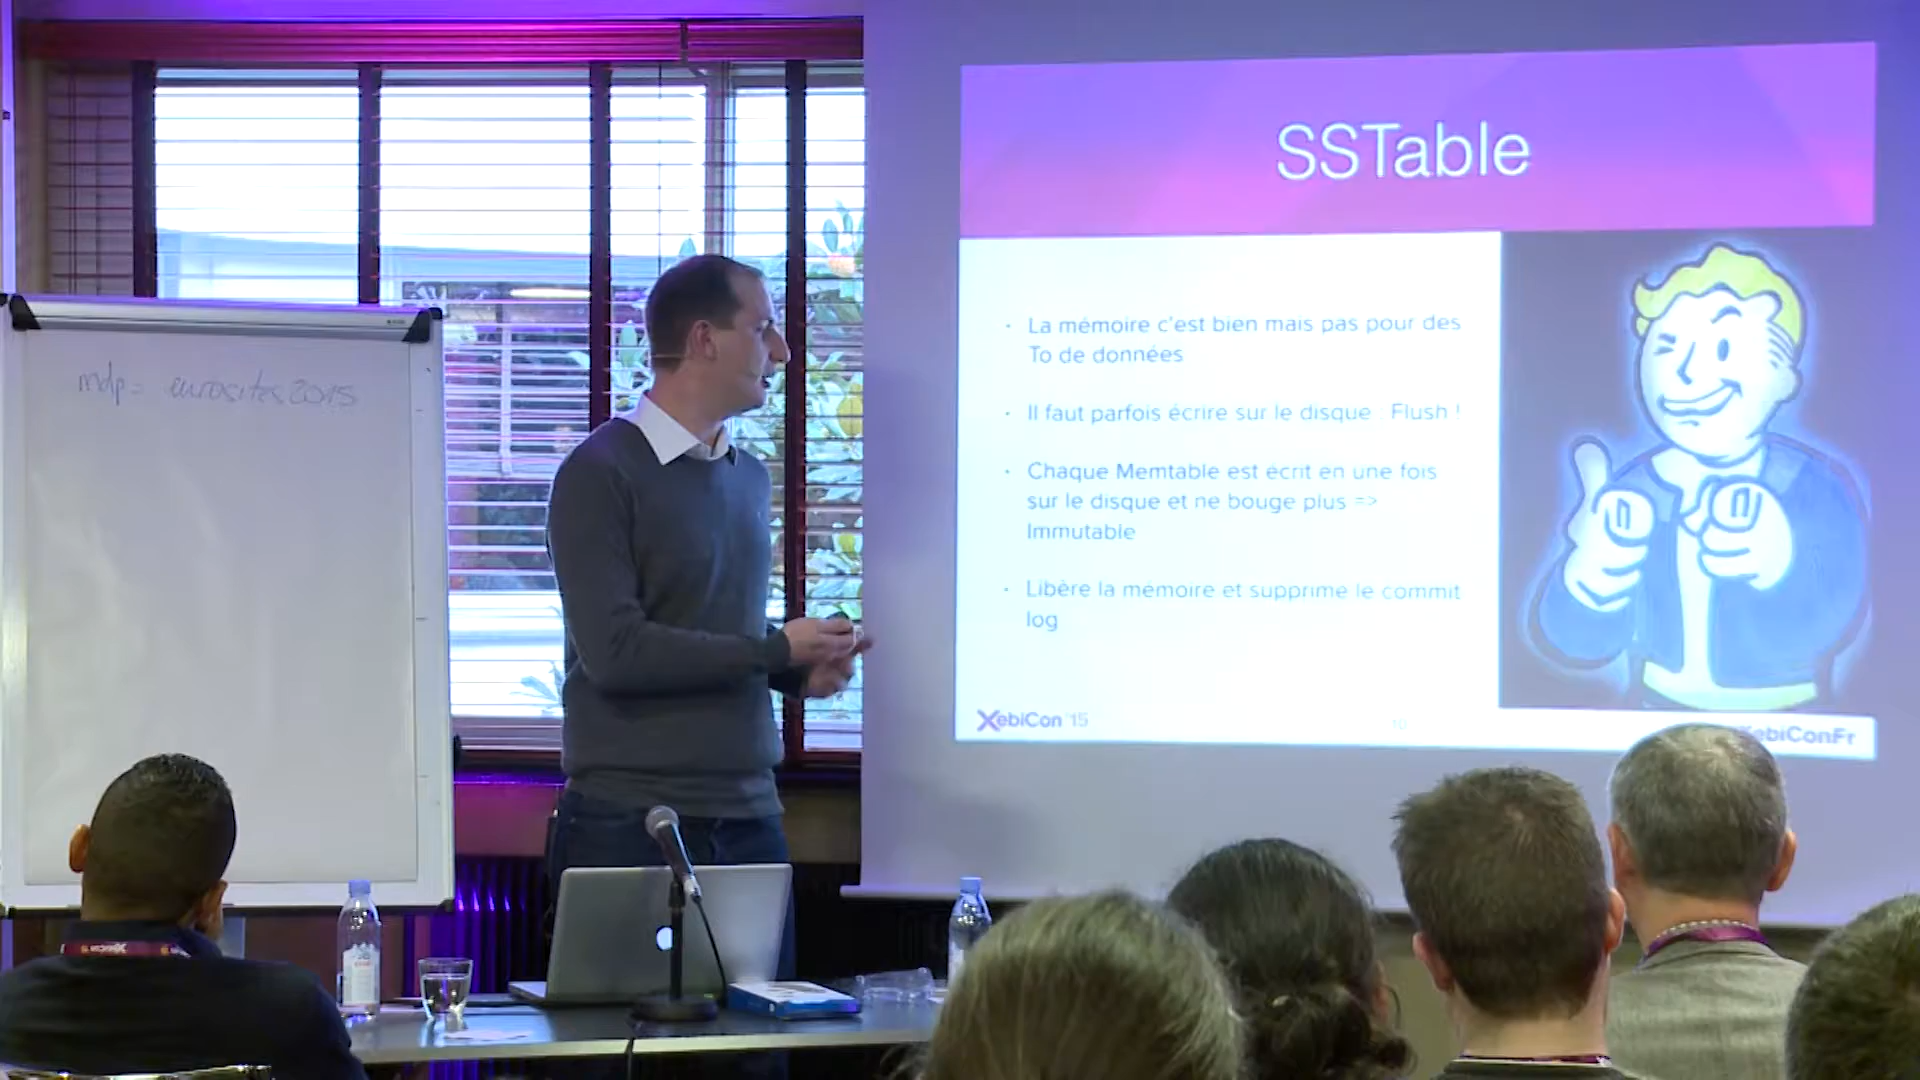 mdp = eurosites2015
SSTable
· La mémoire c'est bien mais pas pour des
To de données
· Il faut parfois écrire sur le disque : Flush !
· Chaque Memtable est écrit en une fois
sur le disque et ne bouge plus =>
Immutable
· Libère la mémoire et supprime le commit
log
XebiCon '15
10
XebiConFr